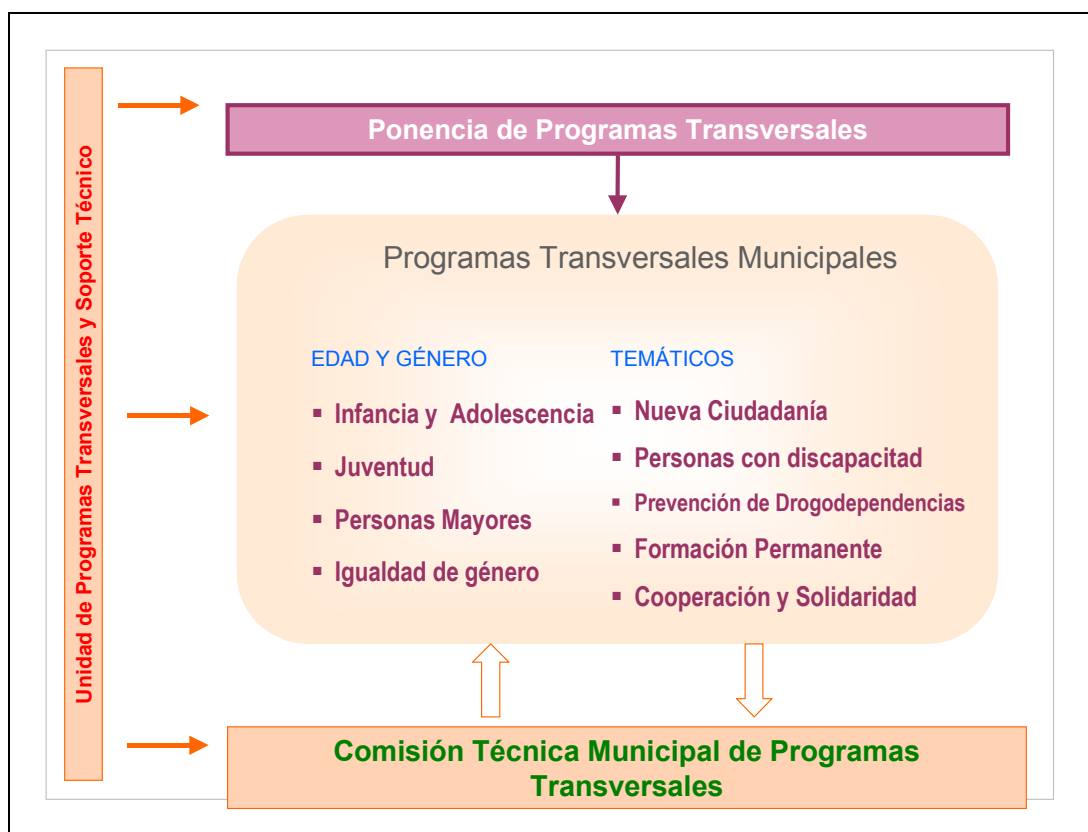 Unidad de Programas Transversales y Soporte Técnico
Ponencia de Programas Transversales
Programas Transversales Municipales
EDAD Y GÉNERO
▪ Infancia y Adolescencia
▪ Juventud
▪ Personas Mayores
▪ Igualdad de género
TEMÁTICOS
▪ Nueva Ciudadanía
▪ Personas con discapacitad
▪ Prevención de Drogodependencias
▪ Formación Permanente
▪ Cooperación y Solidaridad
Comisión Técnica Municipal de Programas
Transversales